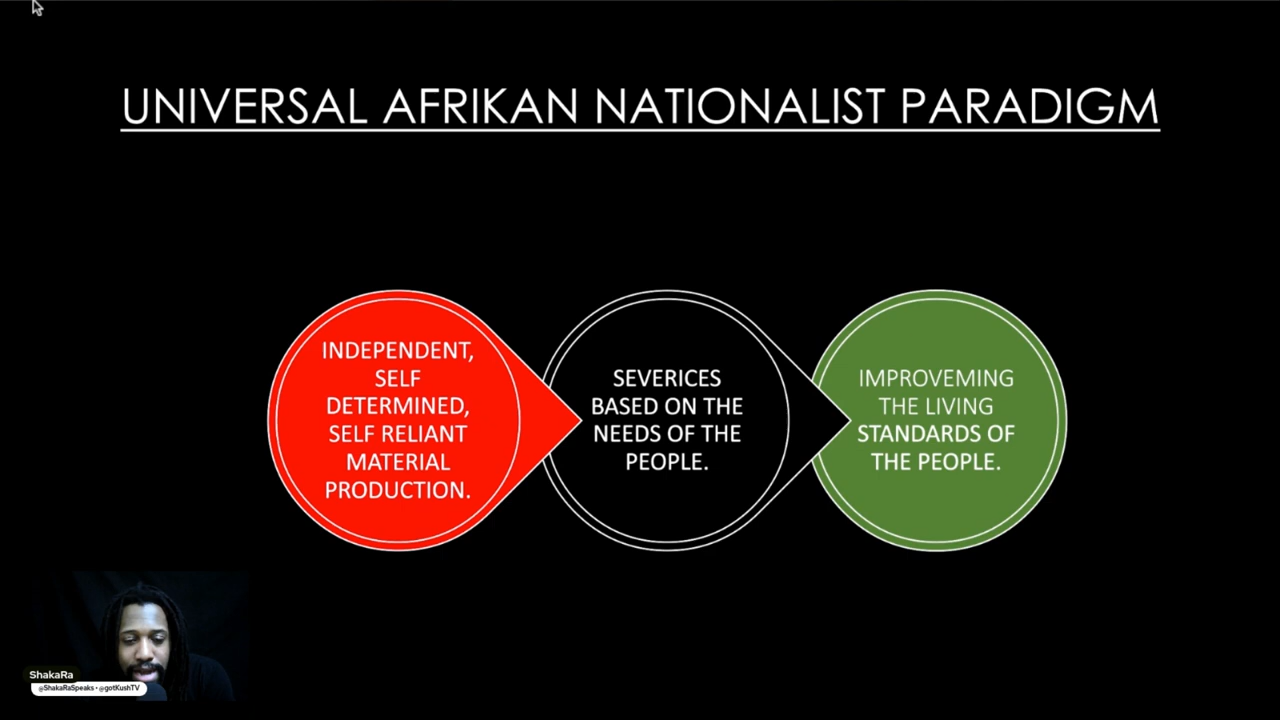 UNIVERSAL AFRIKAN NATIONALIST PARADIGM
INDEPENDENT,
SELF
DETERMINED,
SELF RELIANT
MATERIAL
PRODUCTION.
SEVERICES
BASED ON THE
NEEDS OF THE
PEOPLE.
IMPROVEMING
THE LIVING
STANDARDS OF
THE PEOPLE.
ShakaRa
@ShakaRaSpeaks • @gotKushTV